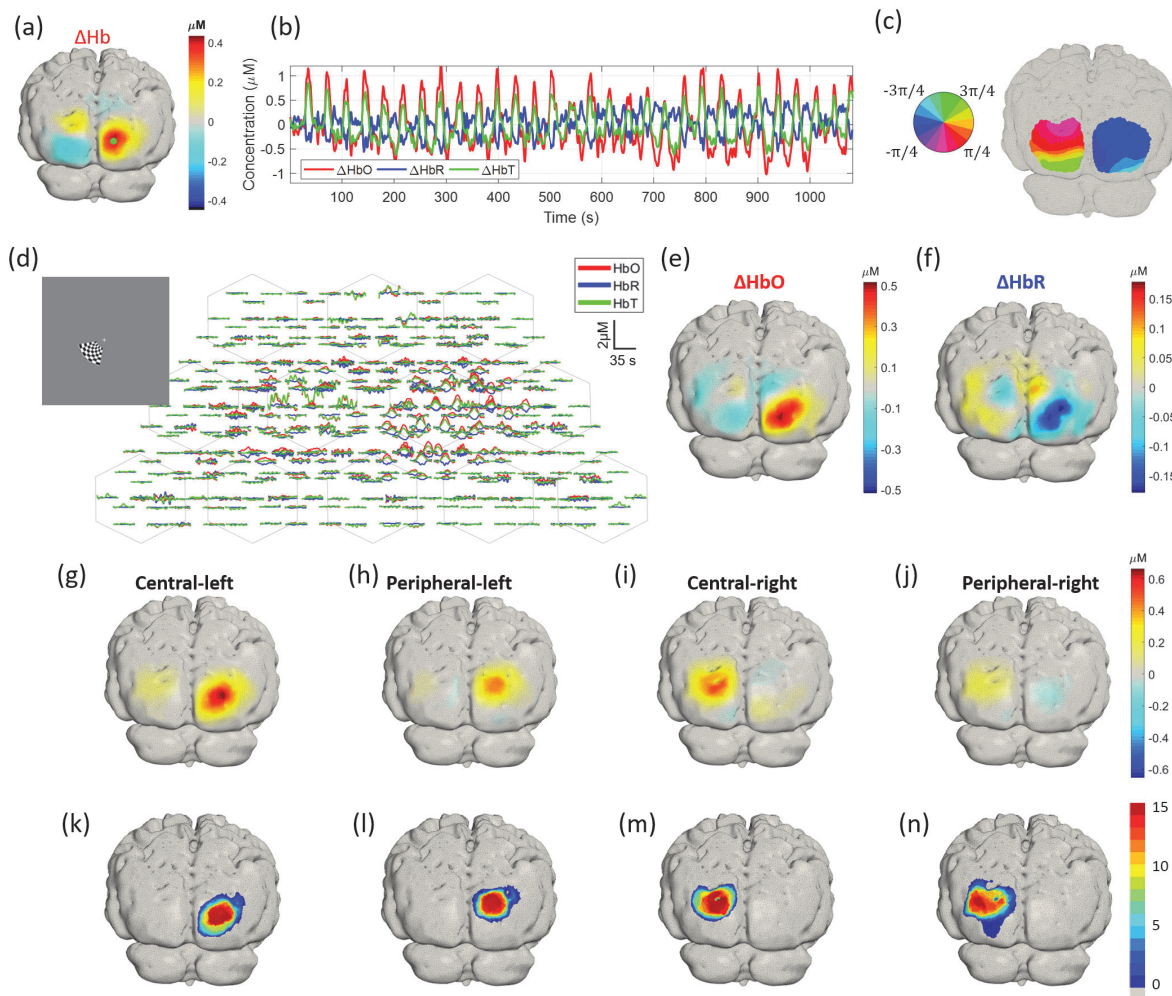 (a)
ΔHb
μM
0.4
0.2
0
-0.2
-0.4
(b)
Concentration (μM)
1
0.5
0
-0.5
-1
ΔHbO ΔHbR ΔHbT
100 200 300 400 500 600 700 800 900 1000
Time (s)
(c)
-3π/4 3π/4
-π/4 π/4
(d)
HbO
HbR
HbT
2μM
35 s
(e)
ΔHbO
μM
0.5
0.3
0.1
-0.1
-0.3
-0.5
(f)
ΔHbR
μM
0.15
0.1
0.05
0
-0.05
-0.1
-0.15
(g)
Central-left
(h)
Peripheral-left
(i)
Central-right
(j)
Peripheral-right
μM
0.6
0.4
0.2
0
-0.2
-0.4
-0.6
(k)
(l)
(m)
(n)
15
10
5
0